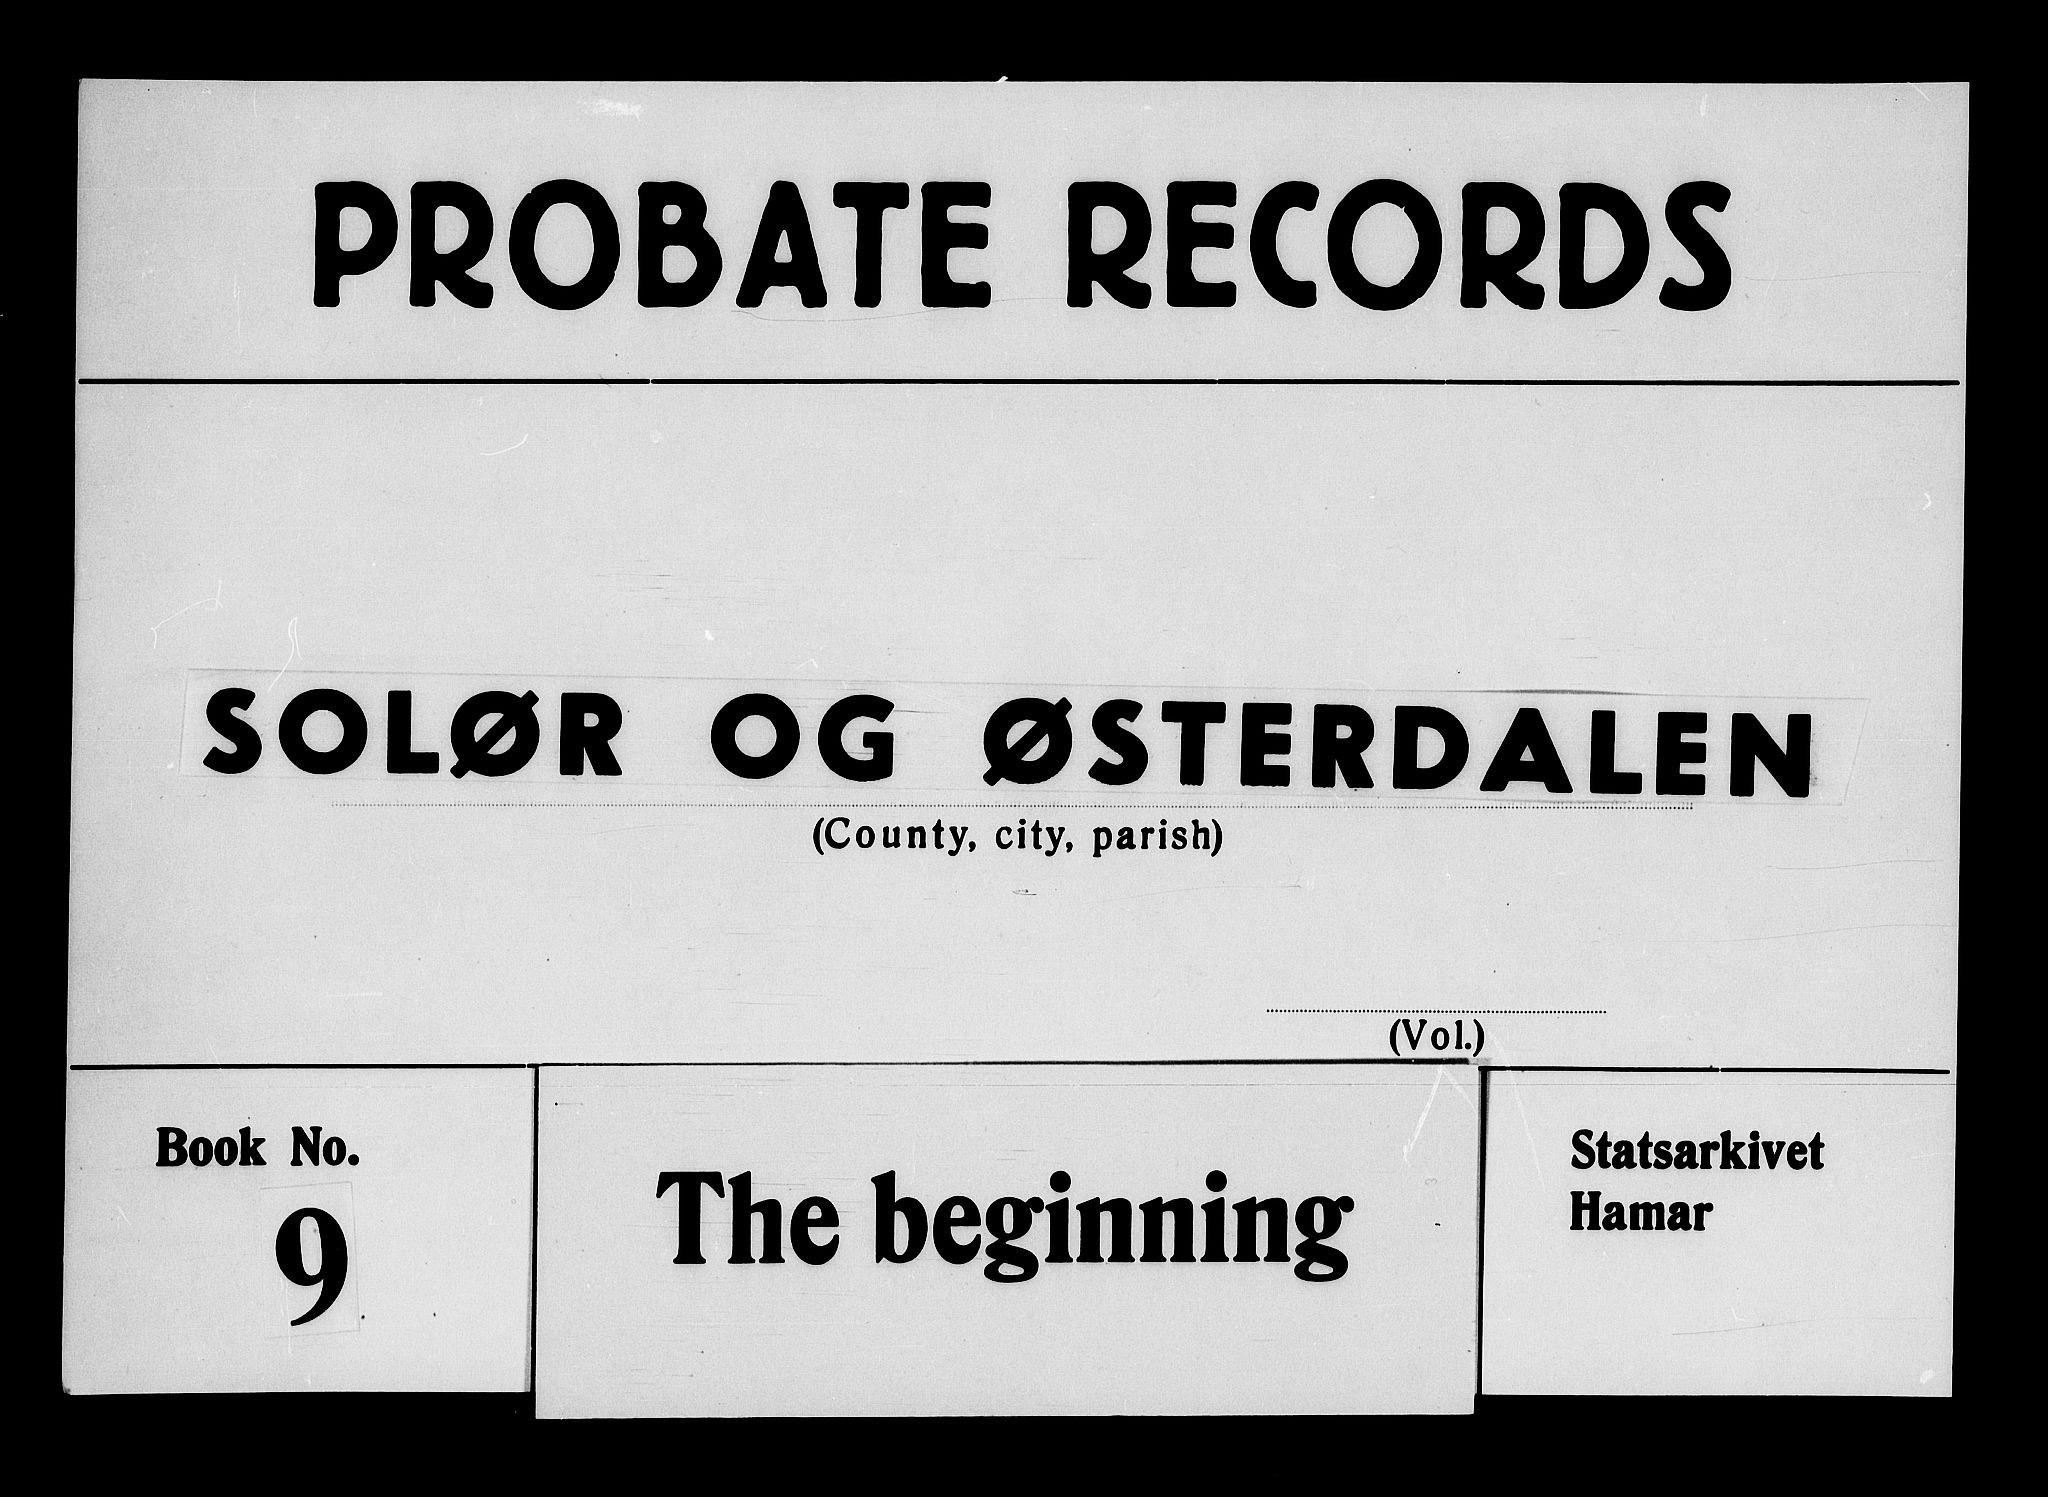 PROBATE RECORDS
SOLØR OG ØSTERDALEN
(County, city, parish)
(Vol.)
Book No.
9
The beginning
Statsarkivet
Hamar